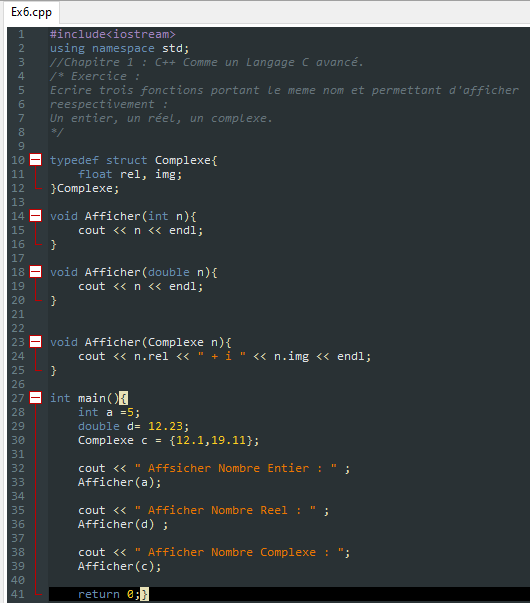 Ex6.cpp
1 #include<iostream>
2 using namespace std;
3 //Chapitre 1 : C++ Comme un Langage C avancé.
4 /* Exercice :
5 Ecrire trois fonctions portant le meme nom et permettant d'afficher
6 reespectivement :
7 Un entier, un réel, un complexe.
8 */
9
10 typedef struct Complexe{
11     float rel, img;
12 }Complexe;
13
14 void Afficher(int n){
15     cout << n << endl;
16 }
17
18 void Afficher(double n){
19     cout << n << endl;
20 }
21
22
23 void Afficher(Complexe n){
24     cout << n.rel << " + i " << n.img << endl;
25 }
26
27 int main(){
28     int a =5;
29     double d= 12.23;
30     Complexe c = {12.1,19.11};
31
32     cout << " Affsicher Nombre Entier : " ;
33     Afficher(a);
34
35     cout << " Afficher Nombre Reel : " ;
36     Afficher(d) ;
37
38     cout << " Afficher Nombre Complexe : ";
39     Afficher(c);
40
41     return 0;}